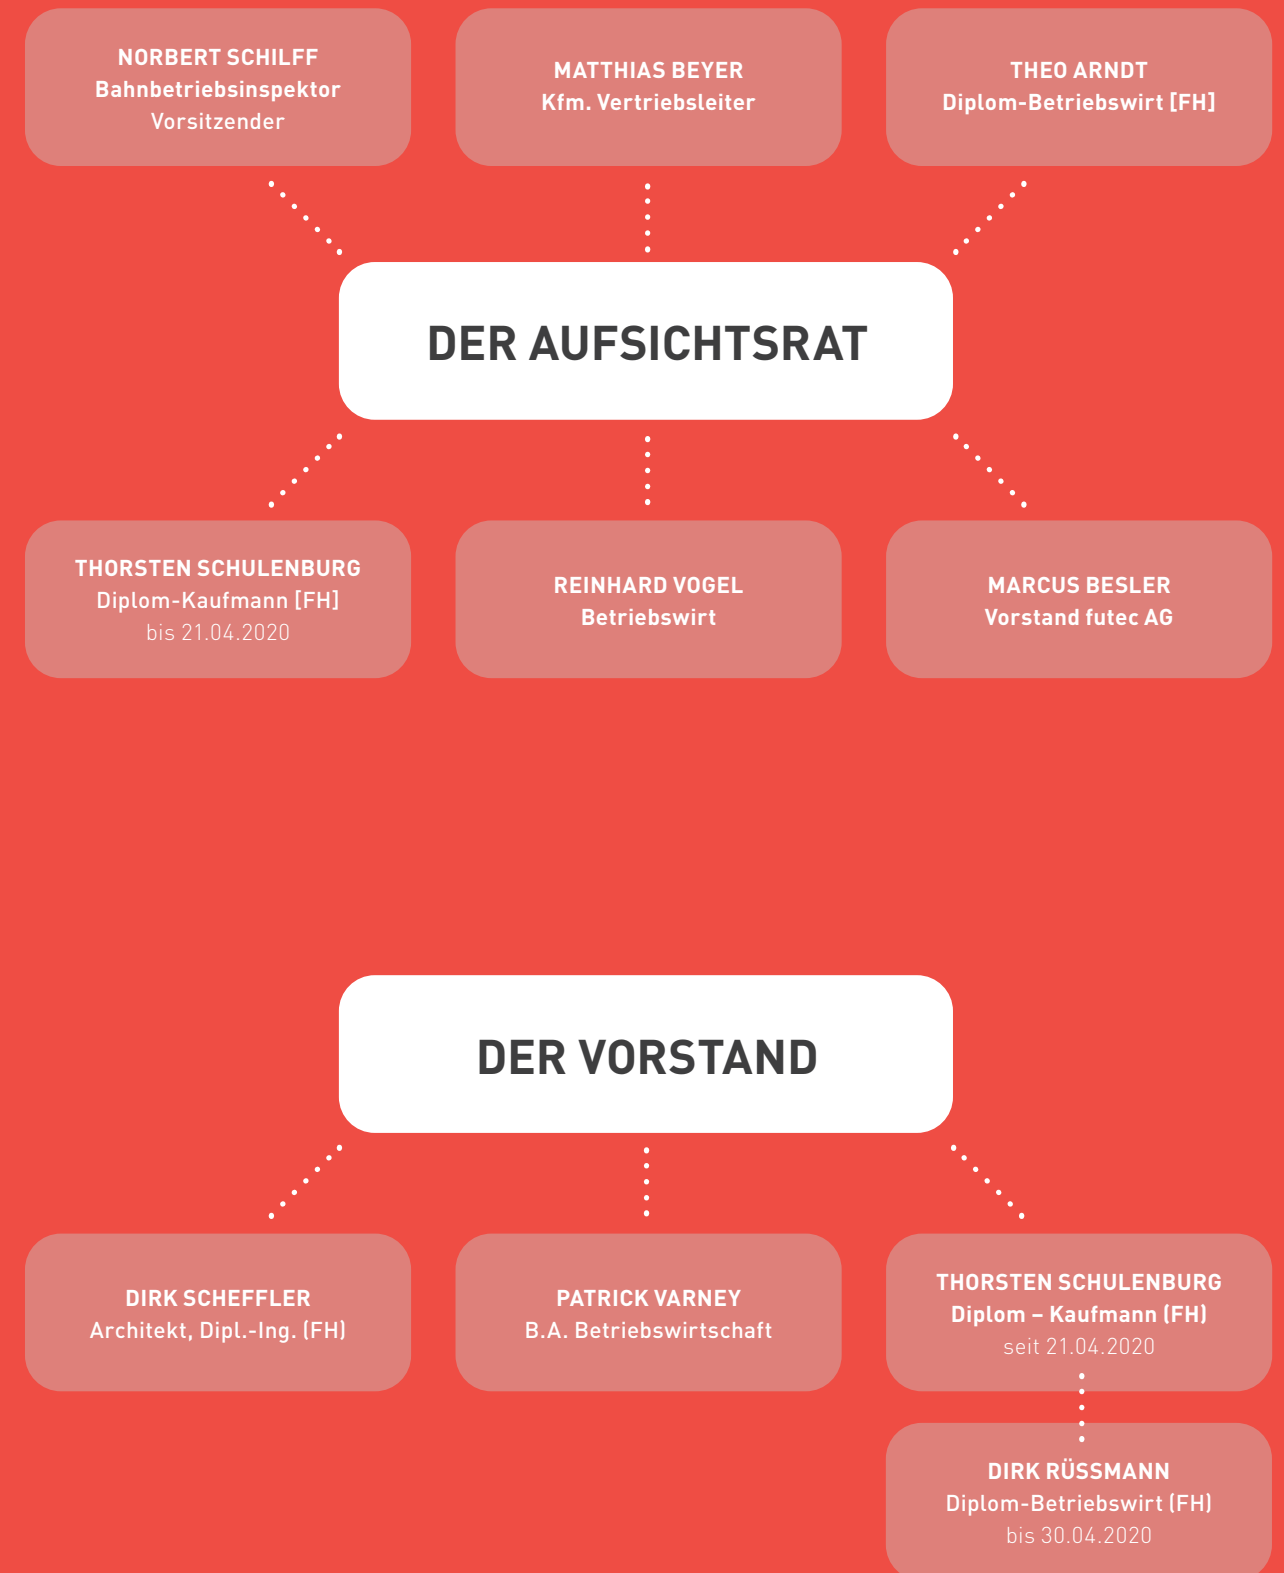 NORBERT SCHILFF
Bahnbetriebsinspektor
Vorsitzender
MATTHIAS BEYER
Kfm. Vertriebsleiter
THEO ARNDT
Diplom-Betriebswirt [FH]
DER AUFSICHTSRAT
THORSTEN SCHULENBURG
Diplom-Kaufmann [FH]
bis 21.04.2020
REINHARD VOGEL
Betriebswirt
MARCUS BESLER
Vorstand futec AG
DER VORSTAND
DIRK SCHEFFLER
Architekt, Dipl.-Ing. (FH)
PATRICK VARNEY
B.A. Betriebswirtschaft
THORSTEN SCHULENBURG
Diplom – Kaufmann (FH)
seit 21.04.2020
DIRK RÜSSMANN
Diplom-Betriebswirt (FH)
bis 30.04.2020